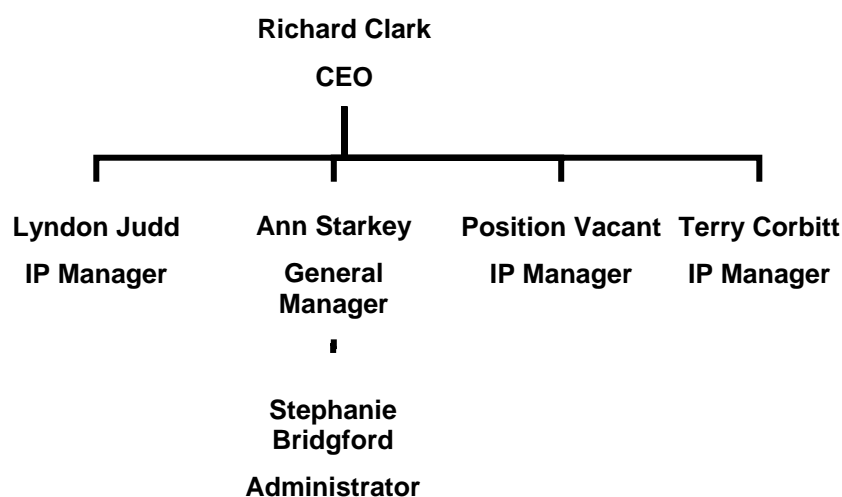 Richard Clark
CEO
Lyndon Judd
IP Manager
Ann Starkey
General
Manager
Position Vacant
IP Manager
Terry Corbitt
IP Manager
Stephanie
Bridgford
Administrator